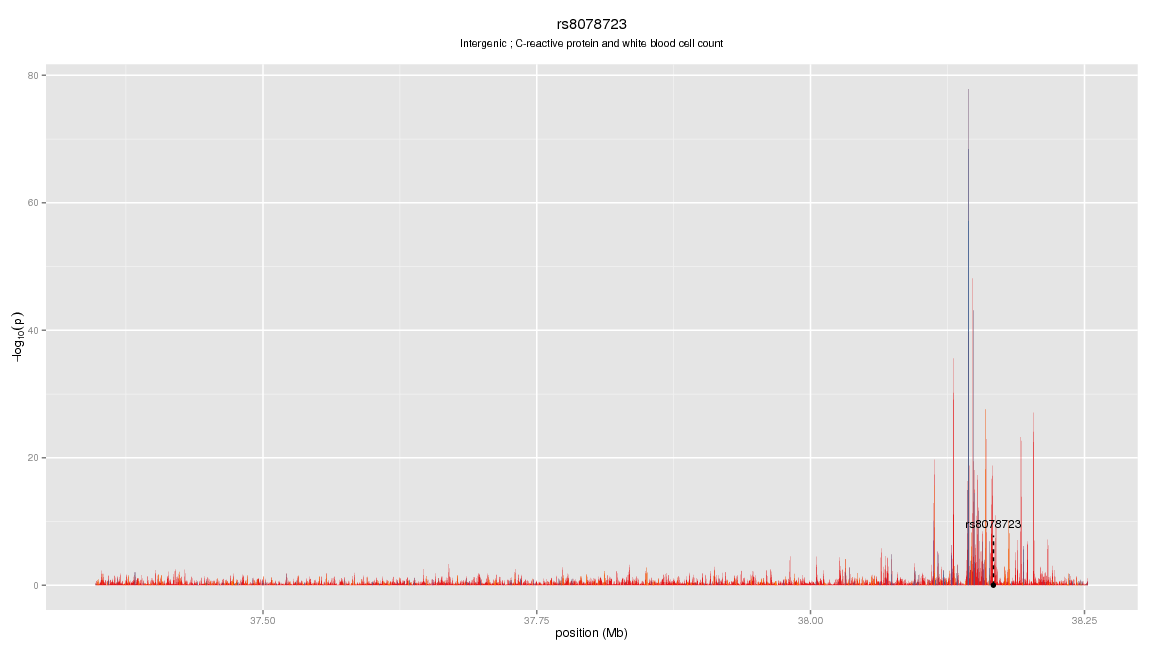 rs8078723
Intergenic ; C-reactive protein and white blood cell count
80
60
40
20
0
-log10(p)
rs8078723
37.50
37.75
38.00
38.25
position (Mb)